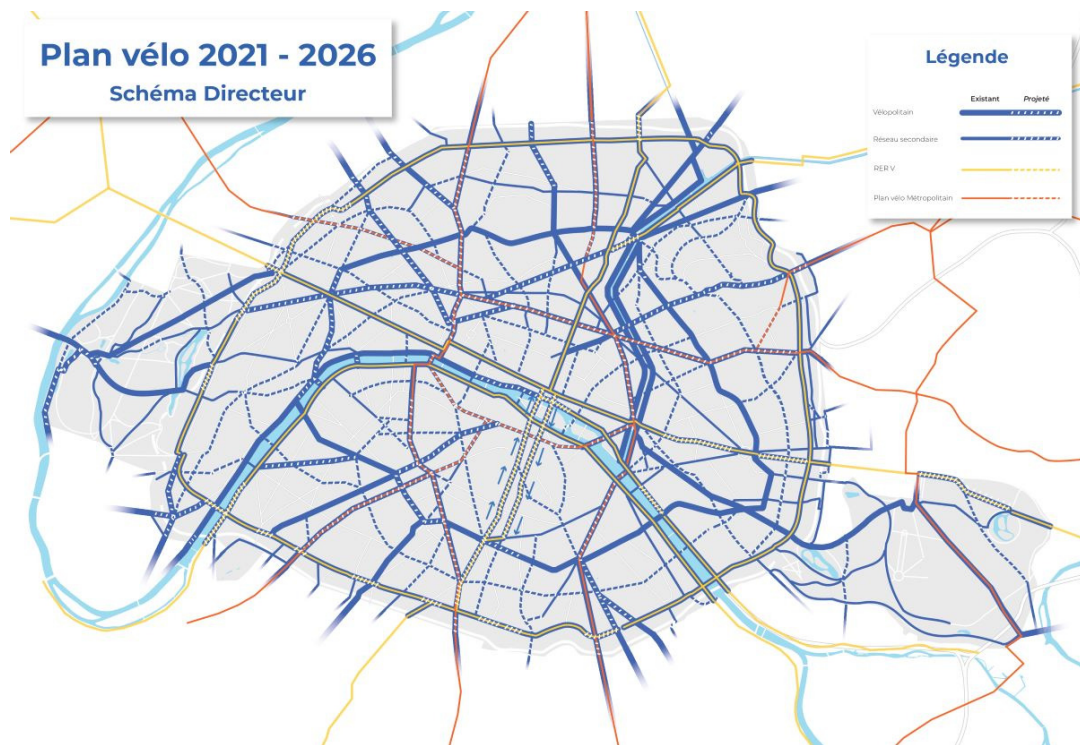 Plan vélo 2021 - 2026
Schéma Directeur
Légende
Existant Projeté
Vélopolitain
Réseau secondaire
RER V
Plan vélo Métropolitain